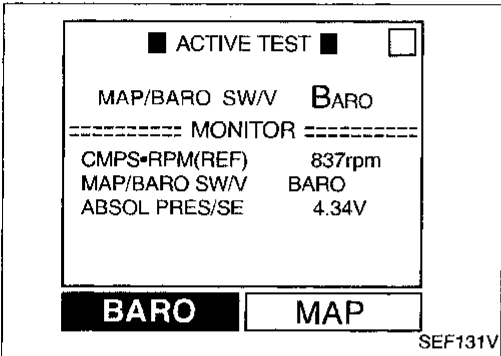 ■ ACTIVE TEST ■
MAP/BARO SW/V BARO
========= MONITOR =========
CMPS•RPM(REF) 837rpm
MAP/BARO SW/V BARO
ABSOL PRES/SE 4.34V
BARO MAP
SEF131V